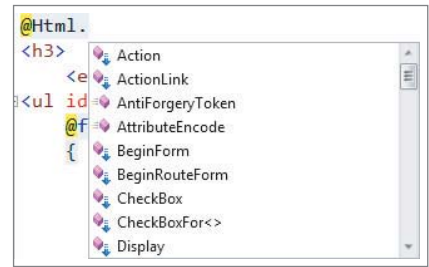 @Html.
<h3>
<e
<ul id
@f
{
Action
ActionLink
AntiForgeryToken
AttributeEncode
BeginForm
BeginRouteForm
CheckBox
CheckBoxFor<>
Display